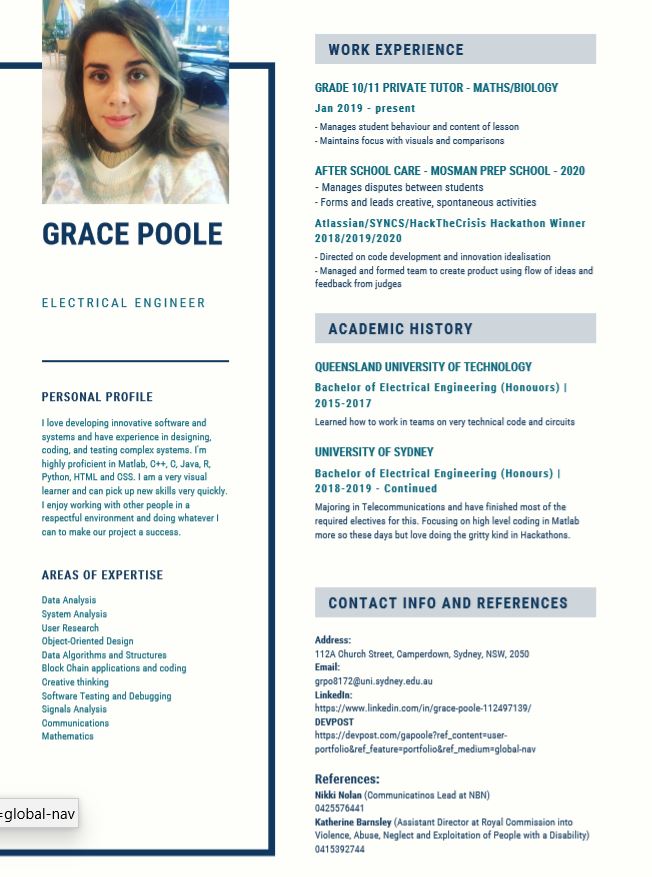 GRACE POOLE
ELECTRICAL ENGINEER
PERSONAL PROFILE
I love developing innovative software and
systems and have experience in designing,
coding, and testing complex systems. I'm
highly proficient in Matlab, C++, C, Java, R,
Python, HTML and CSS. I am a very visual
learner and can pick up new skills very quickly.
I enjoy working with other people in a
respectful environment and doing whatever I
can to make our project a success.
AREAS OF EXPERTISE
Data Analysis
System Analysis
User Research
Object-Oriented Design
Data Algorithms and Structures
Block Chain applications and coding
Creative thinking
Software Testing and Debugging
Signals Analysis
Communications
Mathematics
=global-nav
WORK EXPERIENCE
GRADE 10/11 PRIVATE TUTOR - MATHS/BIOLOGY
Jan 2019 - present
- Manages student behaviour and content of lesson
- Maintains focus with visuals and comparisons
AFTER SCHOOL CARE - MOSMAN PREP SCHOOL - 2020
- Manages disputes between students
- Forms and leads creative, spontaneous activities
Atlassian/SYNCS/HackTheCrisis Hackathon Winner
2018/2019/2020
- Directed on code development and innovation idealisation
- Managed and formed team to create product using flow of ideas and
feedback from judges
ACADEMIC HISTORY
QUEENSLAND UNIVERSITY OF TECHNOLOGY
Bachelor of Electrical Engineering (Honouors) |
2015-2017
Learned how to work in teams on very technical code and circuits
UNIVERSITY OF SYDNEY
Bachelor of Electrical Engineering (Honours) |
2018-2019 - Continued
Majoring in Telecommunications and have finished most of the
required electives for this. Focusing on high level coding in Matlab
more so these days but love doing the gritty kind in Hackathons.
CONTACT INFO AND REFERENCES
Address:
112A Church Street, Camperdown, Sydney, NSW, 2050
Email:
grpo8172@uni.sydney.edu.au
LinkedIn:
https://www.linkedin.com/in/grace-poole-112497139/
DEVPOST
https://devpost.com/gapoole?ref_content=user-
portfolio&ref_feature=portfolio&ref_medium=global-nav
References:
Nikki Nolan (Communicatinos Lead at NBN)
0425576441
Katherine Barnsley (Assistant Director at Royal Commission into
Violence, Abuse, Neglect and Exploitation of People with a Disability)
0415392744